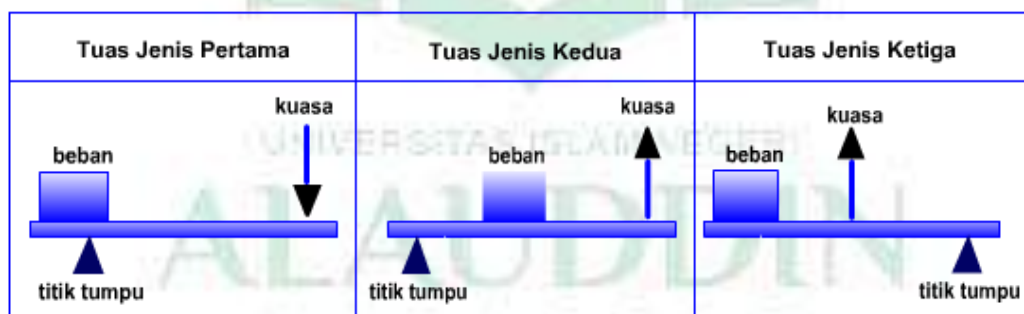 Tuas Jenis Pertama
Tuas Jenis Kedua
Tuas Jenis Ketiga
kuasa
beban
titik tumpu
kuasa
beban
titik tumpu
kuasa
beban
titik tumpu
UNIVERSITAS ISLAM NEGERI
ALAUDDIN